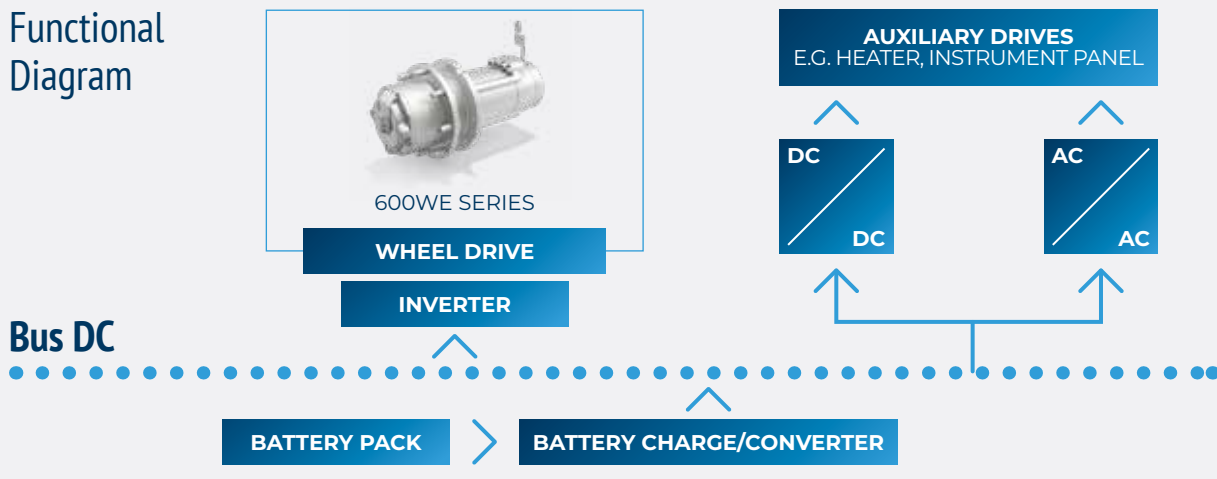 Functional
Diagram
600WE SERIES
WHEEL DRIVE
INVERTER
AUXILIARY DRIVES
E.G. HEATER, INSTRUMENT PANEL
DC
DC
AC
AC
Bus DC
BATTERY PACK
BATTERY CHARGE/CONVERTER